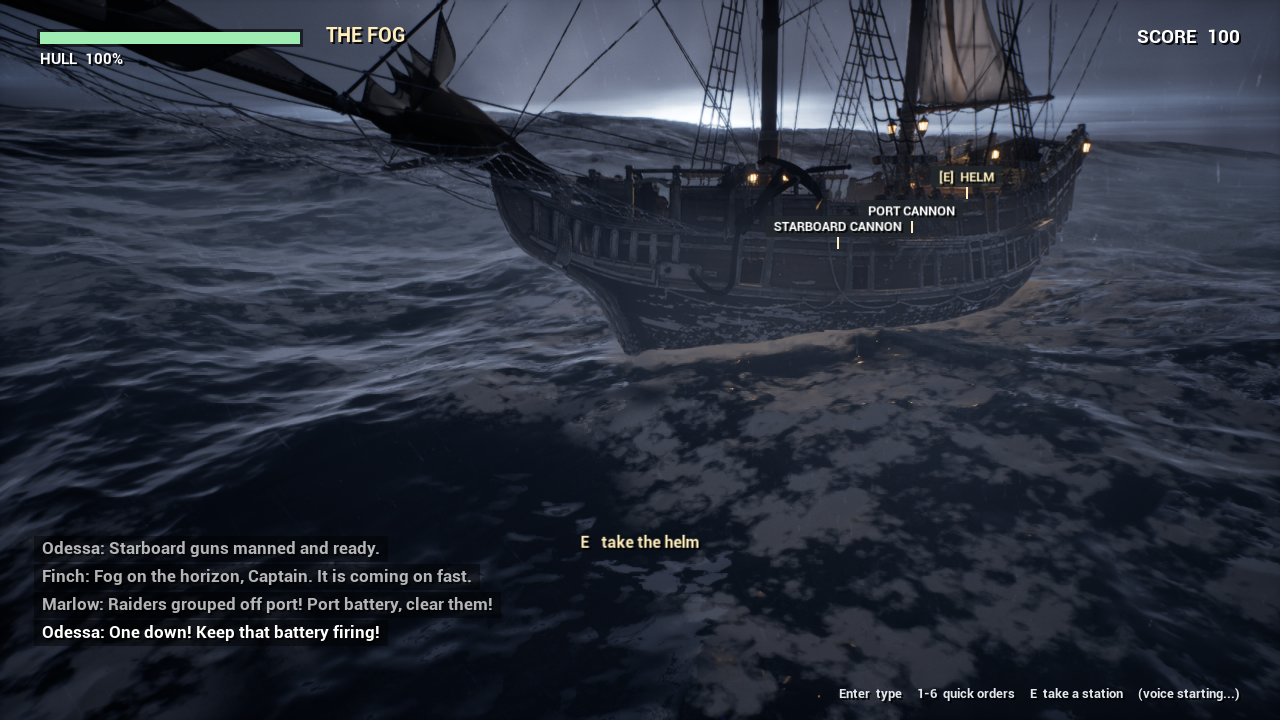 THE FOG
SCORE 100
HULL 100%
[E] HELM
PORT CANNON
STARBOARD CANNON
E take the helm
Odessa: Starboard guns manned and ready.
Finch: Fog on the horizon, Captain. It is coming on fast.
Marlow: Raiders grouped off port! Port battery, clear them!
Odessa: One down! Keep that battery firing!
Enter type 1-6 quick orders E take a station (voice starting...)